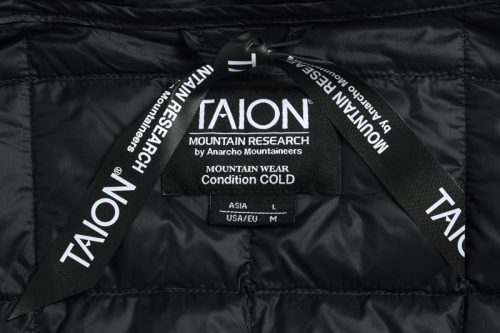 TAION®
MOUNTAIN RESEARCH
by Anarcho Mountaineers
MOUNTAIN WEAR
Condition COLD
ASIA L
USA/EU M
TAION®
MOUNTAIN RESEARCH
Mountaineers
TAION®
MOUNTAIN RESEARCH
by Anarcho Mountaineers